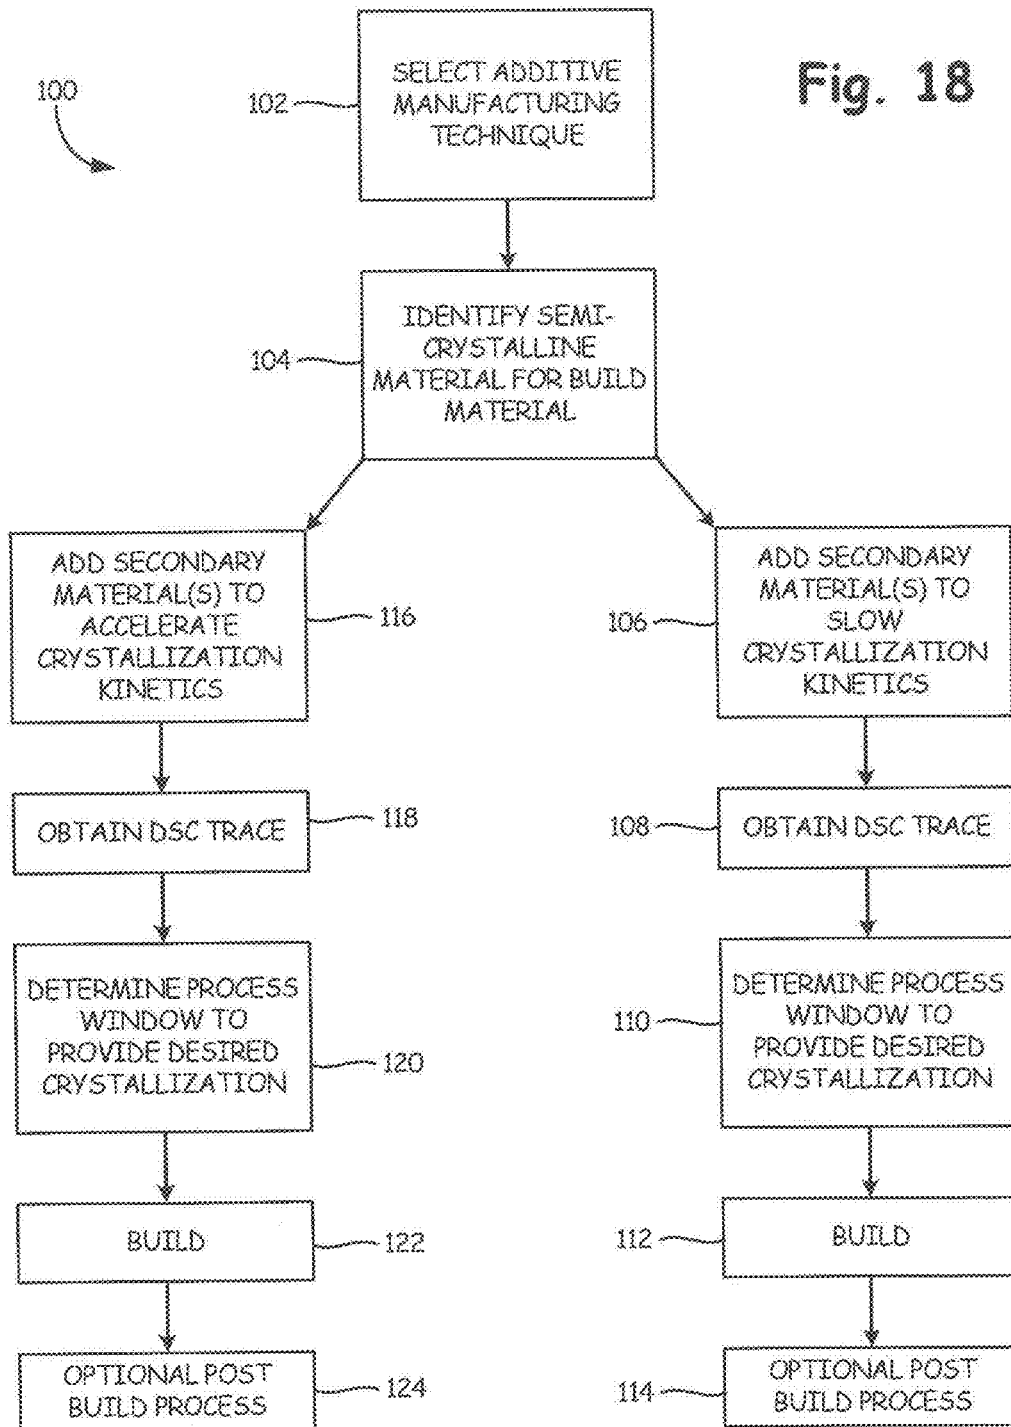 Fig. 18
100
102
SELECT ADDITIVE
MANUFACTURING
TECHNIQUE
104
IDENTIFY SEMI-
CRYSTALLINE
MATERIAL FOR BUILD
MATERIAL
ADD SECONDARY
MATERIAL(S) TO
ACCELERATE
CRYSTALLIZATION
KINETICS
116
OBTAIN DSC TRACE
118
DETERMINE PROCESS
WINDOW TO
PROVIDE DESIRED
CRYSTALLIZATION
120
BUILD
122
OPTIONAL POST
BUILD PROCESS
124
106
ADD SECONDARY
MATERIAL(S) TO
SLOW
CRYSTALLIZATION
KINETICS
108
OBTAIN DSC TRACE
110
DETERMINE PROCESS
WINDOW TO
PROVIDE DESIRED
CRYSTALLIZATION
112
BUILD
114
OPTIONAL POST
BUILD PROCESS